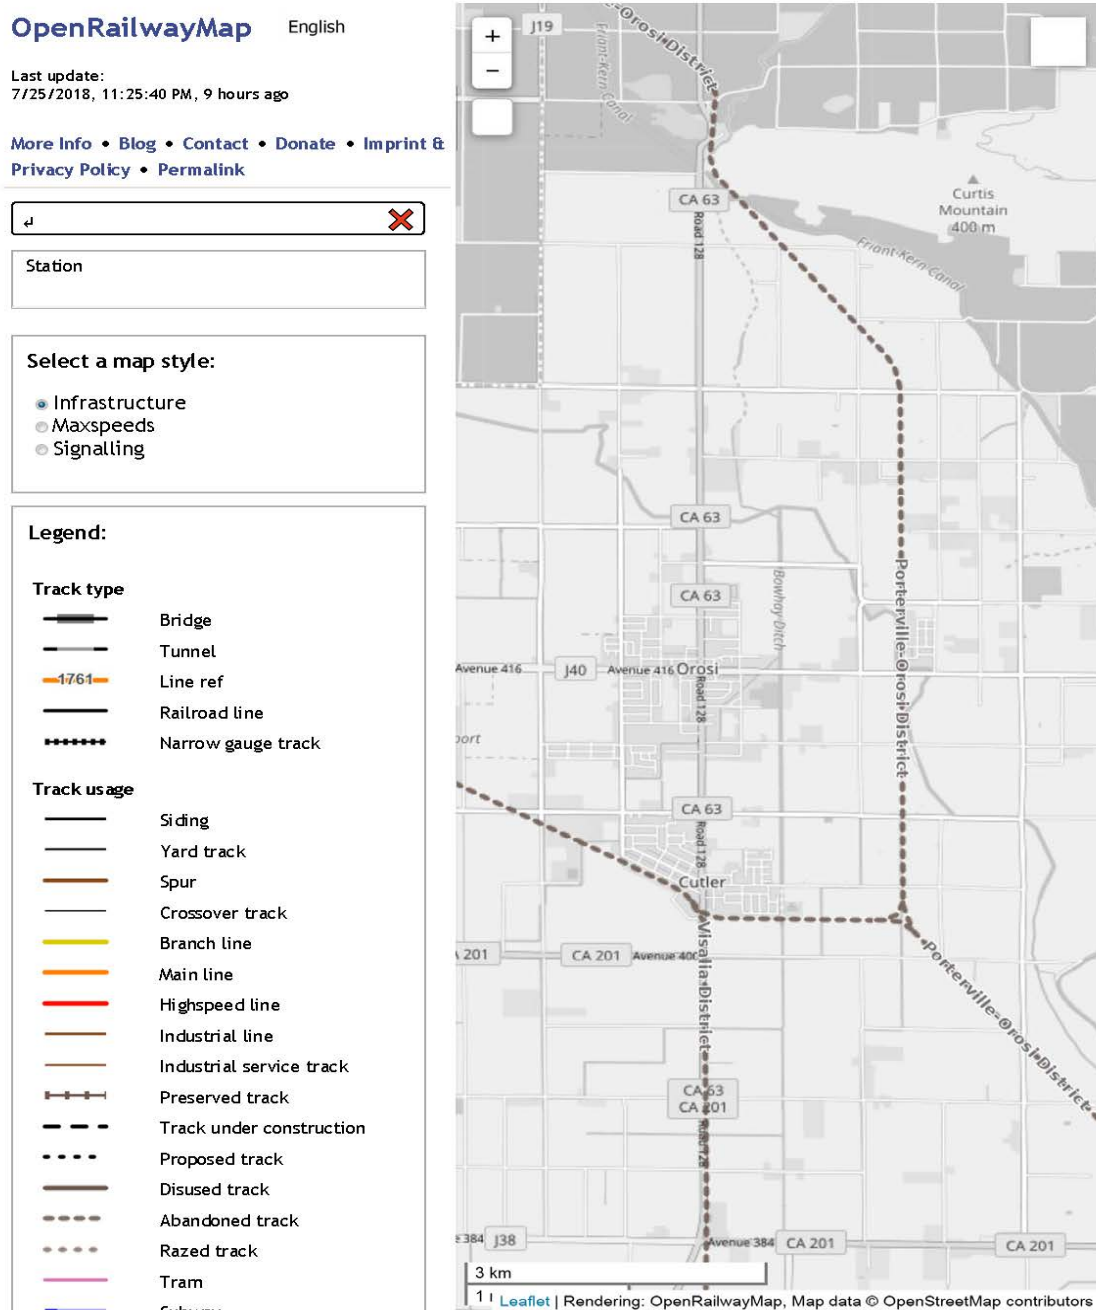 OpenRailwayMap English
Last update:
7/25/2018, 11:25:40 PM, 9 hours ago
More Info • Blog • Contact • Donate • Imprint &
Privacy Policy • Permalink
Station
Select a map style:
Infrastructure
Maxspeeds
Signalling
Legend:
Track type
Bridge
Tunnel
1761 Line ref
Railroad line
Narrow gauge track
Track usage
Siding
Yard track
Spur
Crossover track
Branch line
Main line
Highspeed line
Industrial line
Industrial service track
Preserved track
Track under construction
Proposed track
Disused track
Abandoned track
Razed track
Tram
+
−
J19
-Orosi District
Friant-Kern Canal
CA 63
Road 128
Curtis
Mountain
400 m
Friant-Kern Canal
CA 63
CA 63
Bowhay Ditch
Porterville-Orosi District
Avenue 416
J40
Avenue 416
Orosi
Road 128
port
CA 63
Road 128
Cutler
201
CA 201
Avenue 400
Visalia District
Porterville-Orosi District
CA 63
CA 201
Road 128
384
J38
Avenue 384
CA 201
CA 201
3 km
1
Leaflet | Rendering: OpenRailwayMap, Map data © OpenStreetMap contributors